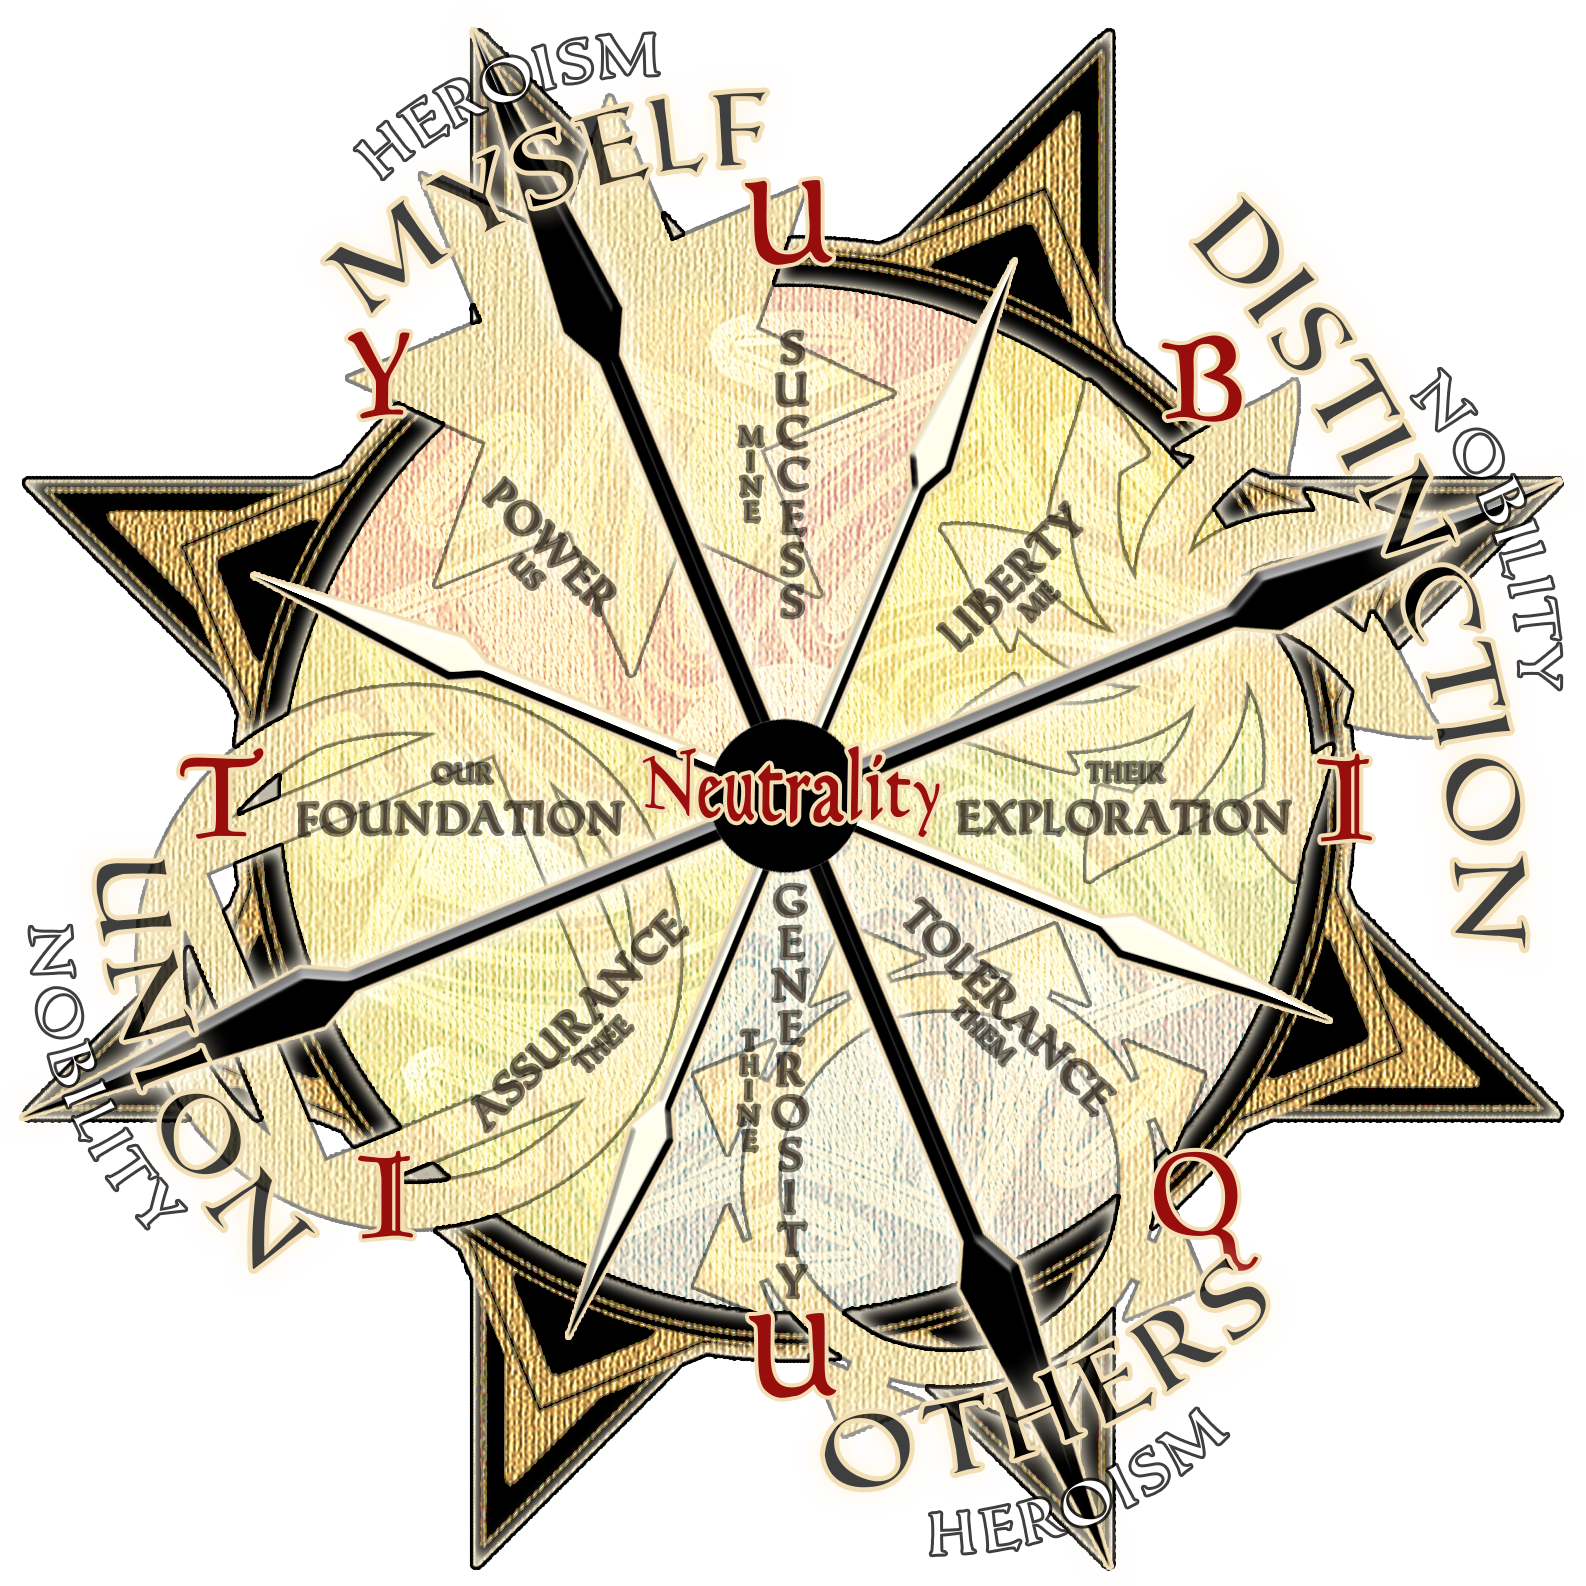 HEROISM
MYSELF
U
DISTINCTION
B
NOBILITY
Y
SUCCESS
MINE
POWER
US
LIBERTY
ME
T
OUR
FOUNDATION
Neutrality
THEIR
EXPLORATION
I
UNION
NOBILITY
ASSURANCE
THEE
GENEROSITY
THINE
TOLERANCE
THEM
I
Q
U
OTHERS
HEROISM